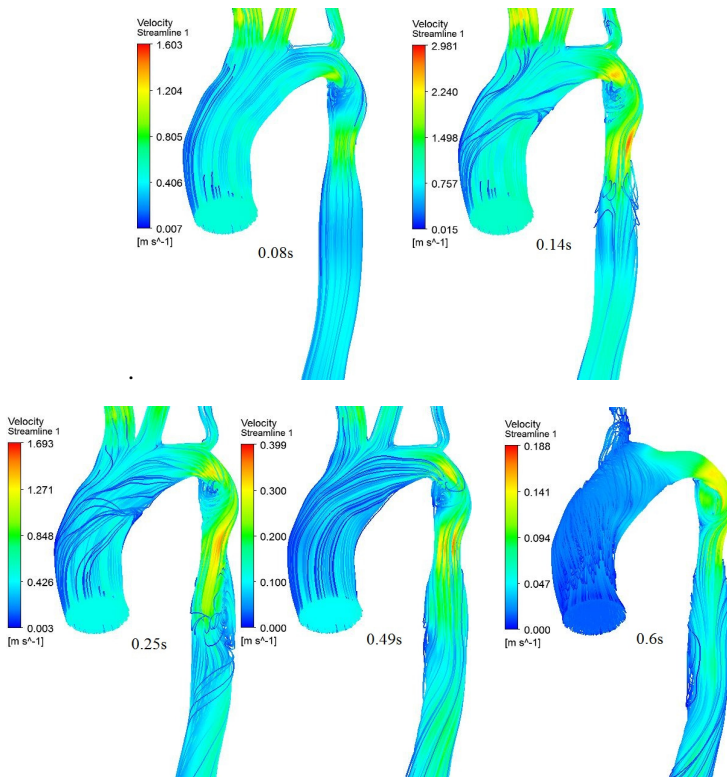 Velocity
Streamline 1
1.603
1.204
0.805
0.406
0.007
[m s^-1]
0.08s
Velocity
Streamline 1
2.981
2.240
1.498
0.757
0.015
[m s^-1]
0.14s
Velocity
Streamline 1
1.693
1.271
0.848
0.426
0.003
[m s^-1]
0.25s
Velocity
Streamline 1
0.399
0.300
0.200
0.100
0.000
[m s^-1]
0.49s
Velocity
Streamline 1
0.188
0.141
0.094
0.047
0.000
[m s^-1]
0.6s